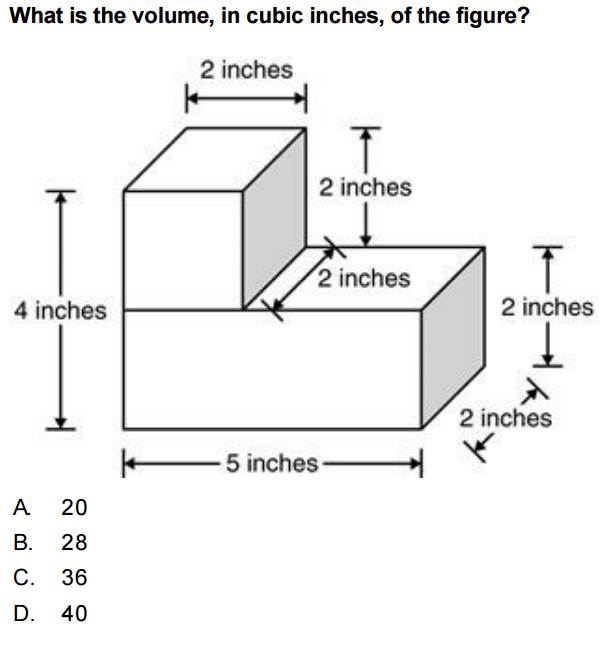 What is the volume, in cubic inches, of the figure?
2 inches
2 inches
2 inches
4 inches
2 inches
2 inches
5 inches
A 20
B. 28
C. 36
D. 40